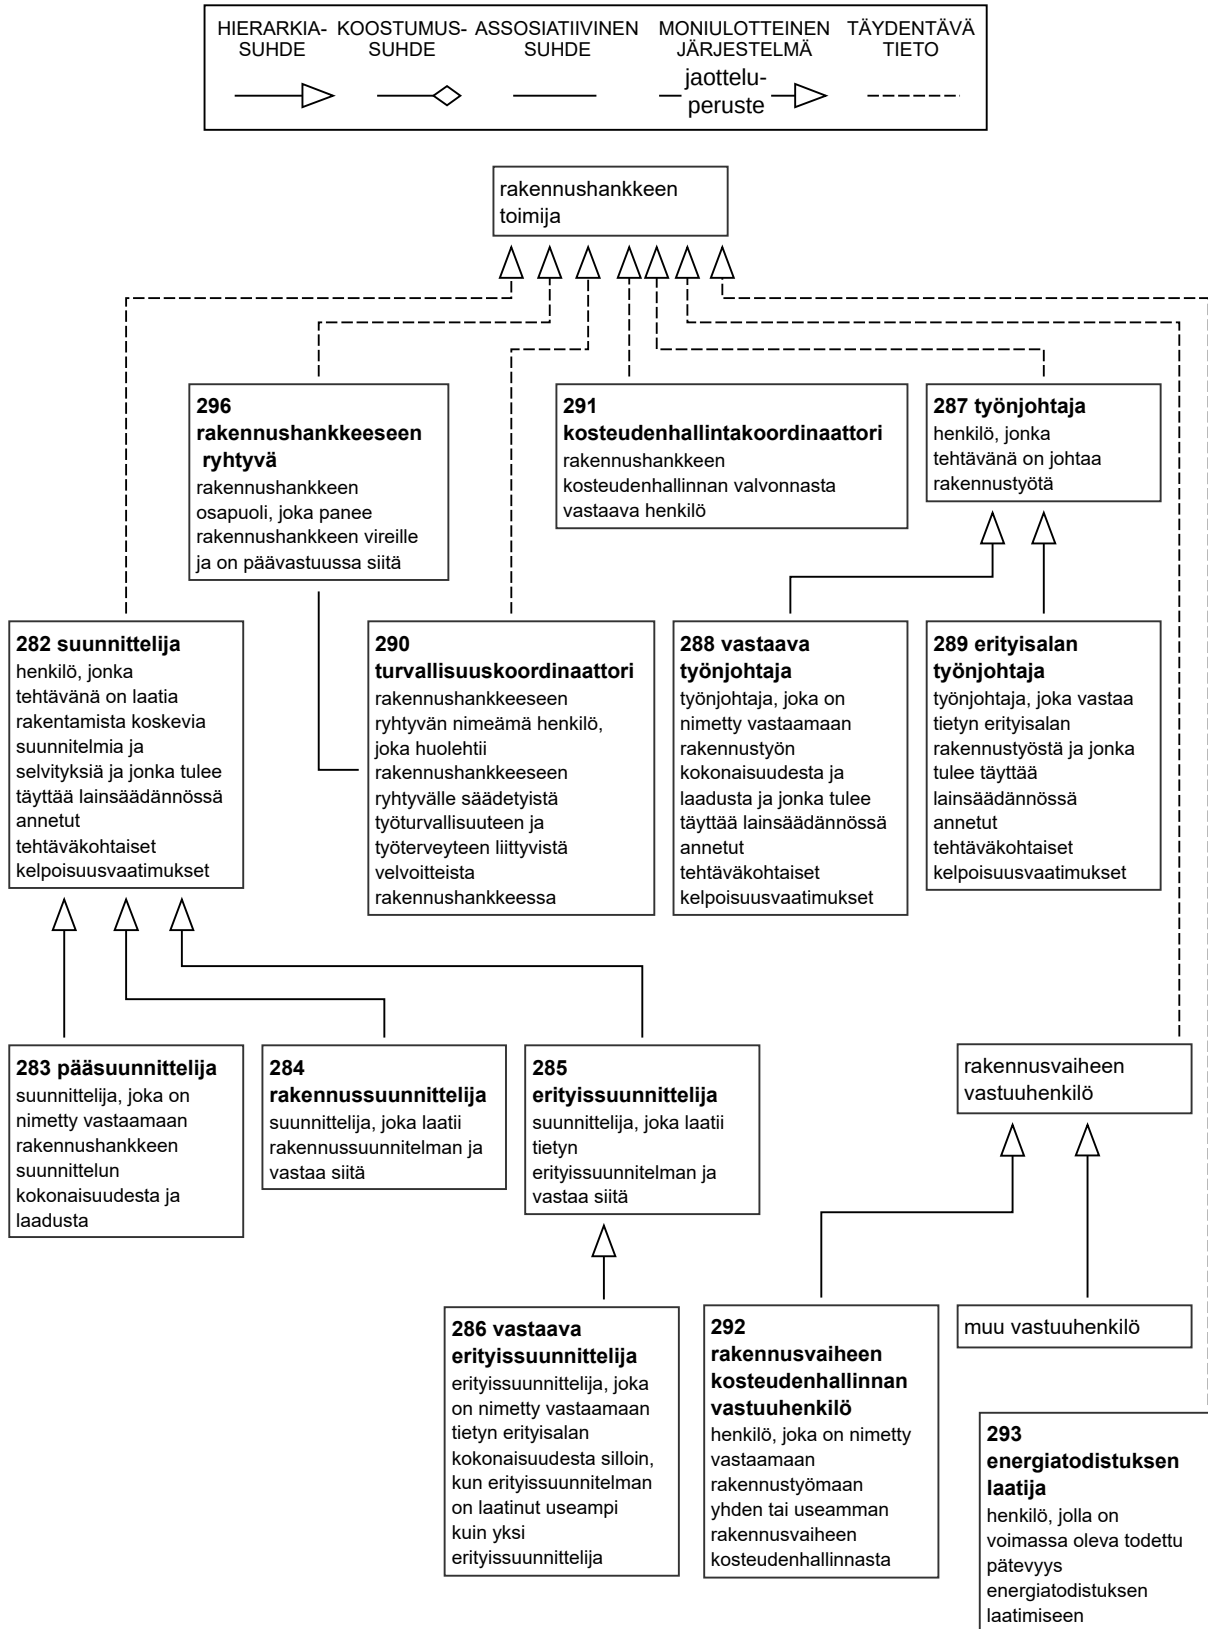 HIERARKIA-
SUHDE
KOOSTUMUS-
SUHDE
ASSOSIATIIVINEN
SUHDE
MONIULOTTEINEN
JÄRJESTELMÄ
jaottelu-
peruste
TÄYDENTÄVÄ
TIETO
rakennushankkeen
toimija
296
rakennushankkeeseen
ryhtyvä
rakennushankkeen
osapuoli, joka panee
rakennushankkeen vireille
ja on päävastuussa siitä
291
kosteudenhallintakoordinaattori
rakennushankkeen
kosteudenhallinnan valvonnasta
vastaava henkilö
287 työnjohtaja
henkilö, jonka
tehtävänä on johtaa
rakennustyötä
282 suunnittelija
henkilö, jonka
tehtävänä on laatia
rakentamista koskevia
suunnitelmia ja
selvityksiä ja jonka tulee
täyttää lainsäädännössä
annetut
tehtäväkohtaiset
kelpoisuusvaatimukset
290
turvallisuuskoordinaattori
rakennushankkeeseen
ryhtyvän nimeämä henkilö,
joka huolehtii
rakennushankkeeseen
ryhtyvälle säädetyistä
työturvallisuuteen ja
työterveyteen liittyvistä
velvoitteista
rakennushankkeessa
288 vastaava
työnjohtaja
työnjohtaja, joka on
nimetty vastaamaan
rakennustyön
kokonaisuudesta ja
laadusta ja jonka tulee
täyttää lainsäädännössä
annetut
tehtäväkohtaiset
kelpoisuusvaatimukset
289 erityisalan
työnjohtaja
työnjohtaja, joka vastaa
tietyn erityisalan
rakennustyöstä ja jonka
tulee täyttää
lainsäädännössä
annetut
tehtäväkohtaiset
kelpoisuusvaatimukset
283 pääsuunnittelija
suunnittelija, joka on
nimetty vastaamaan
rakennushankkeen
suunnittelun
kokonaisuudesta ja
laadusta
284
rakennussuunnittelija
suunnittelija, joka laatii
rakennussuunnitelman ja
vastaa siitä
285
erityissuunnittelija
suunnittelija, joka laatii
tietyn
erityissuunnitelman ja
vastaa siitä
rakennusvaiheen
vastuuhenkilö
286 vastaava
erityissuunnittelija
erityissuunnittelija, joka
on nimetty vastaamaan
tietyn erityisalan
kokonaisuudesta silloin,
kun erityissuunnitelman
on laatinut useampi
kuin yksi
erityissuunnittelija
292
rakennusvaiheen
kosteudenhallinnan
vastuuhenkilö
henkilö, joka on nimetty
vastaamaan
rakennustyömaan
yhden tai useamman
rakennusvaiheen
kosteudenhallinnasta
muu vastuuhenkilö
293
energiatodistuksen
laatija
henkilö, jolla on
voimassa oleva todettu
pätevyys
energiatodistuksen
laatimiseen